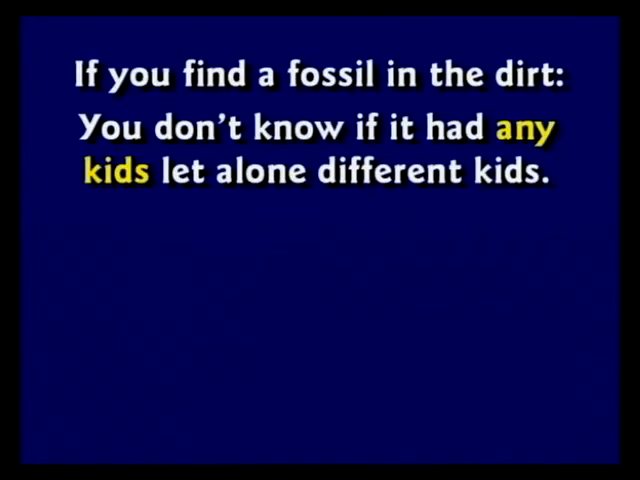 If you find a fossil in the dirt:
You don't know if it had any
kids let alone different kids.